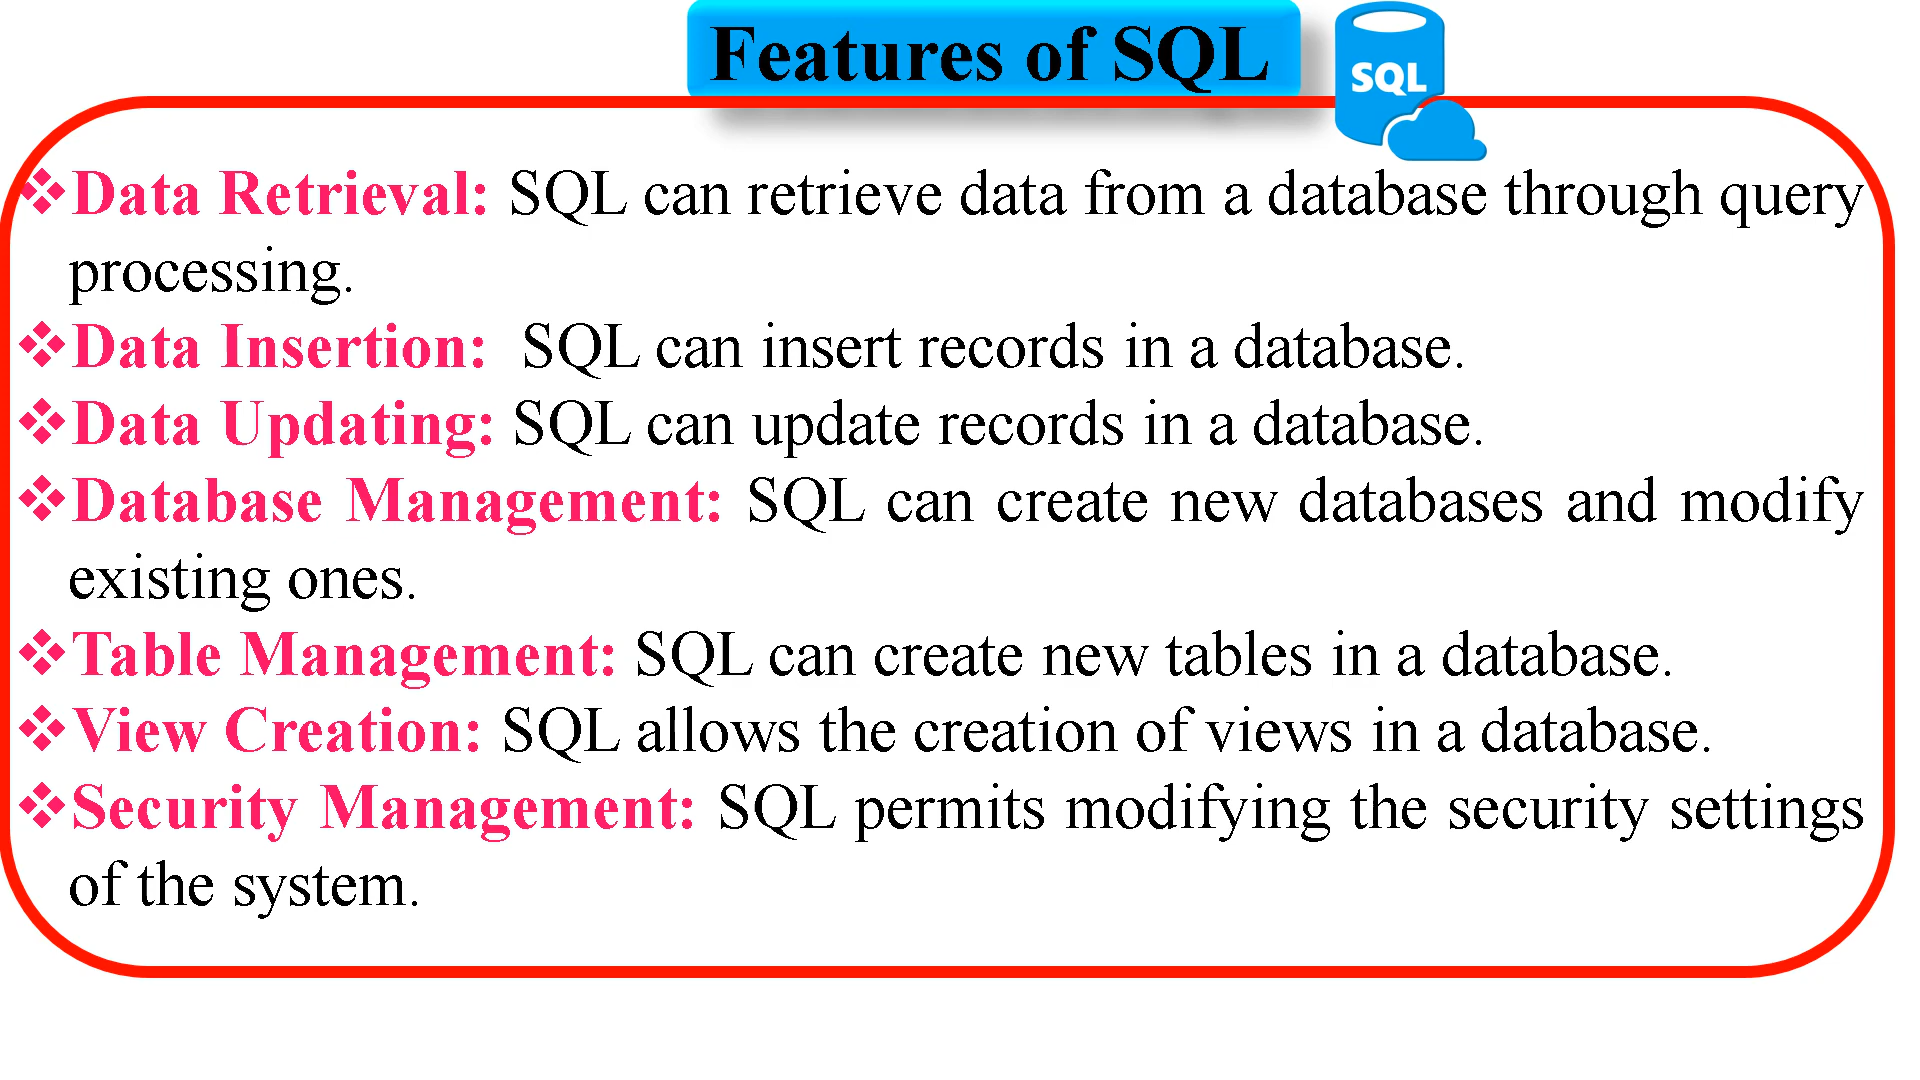 Features of SQL
SQL
❖Data Retrieval: SQL can retrieve data from a database through query
processing.
❖Data Insertion: SQL can insert records in a database.
❖Data Updating: SQL can update records in a database.
❖Database Management: SQL can create new databases and modify
existing ones.
❖Table Management: SQL can create new tables in a database.
❖View Creation: SQL allows the creation of views in a database.
❖Security Management: SQL permits modifying the security settings
of the system.